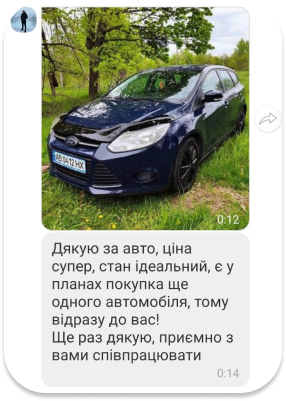 AB 0412 HX
0:12
Дякую за авто, ціна
супер, стан ідеальний, є у
планах покупка ще
одного автомобіля, тому
відразу до вас!
Ще раз дякую, приємно з
вами співпрацювати
0:14